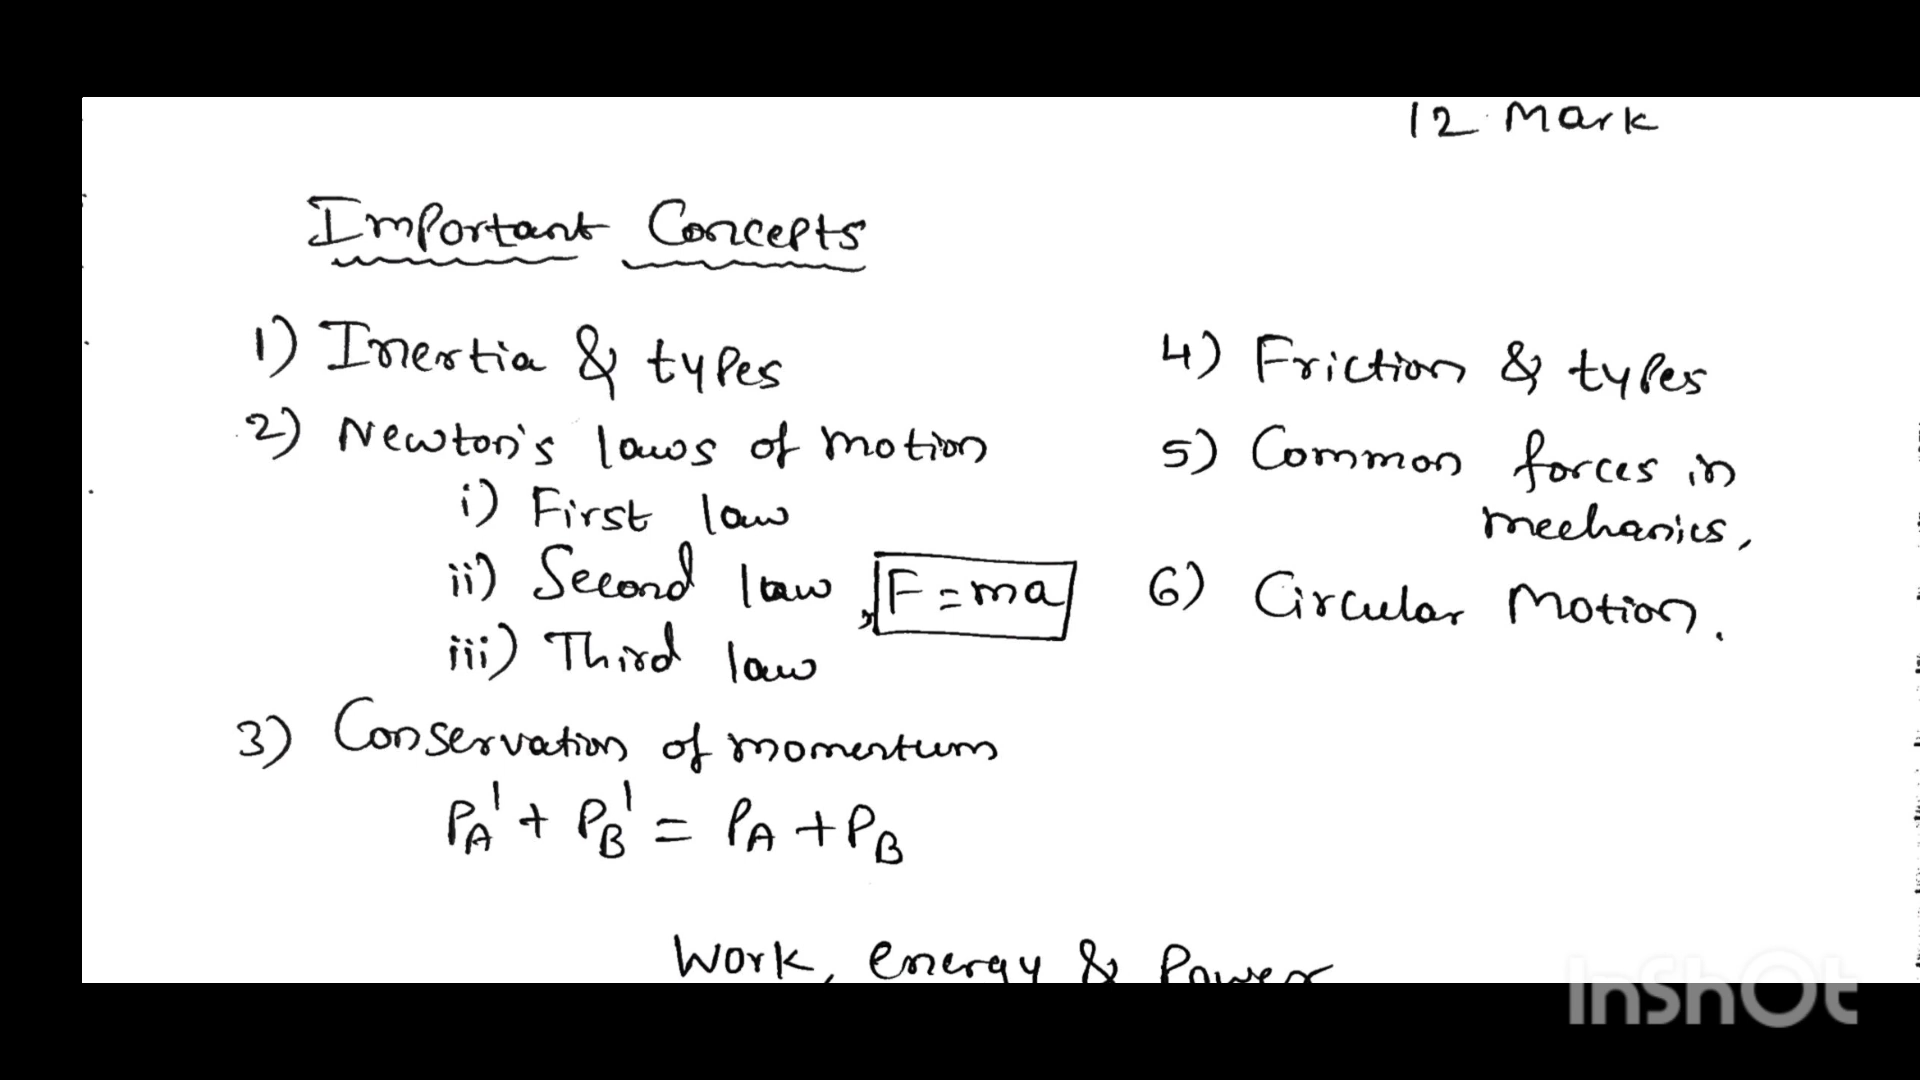 12 Mark
Important Concepts
1) Inertia & types
2) Newton's laws of motion
i) First law
ii) Second law, F = ma
iii) Third law
3) Conservation of momentum
PA' + PB' = PA + PB
4) Friction & types
5) Common forces in
mechanics,
6) Circular Motion.
Work, energy & Power
InShOt